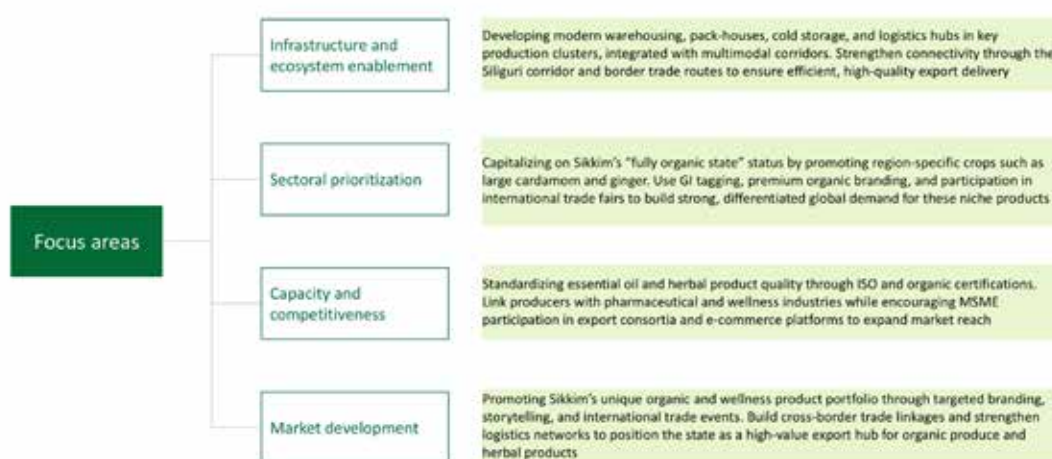 Infrastructure and
ecosystem enablement
Developing modern warehousing, pack-houses, cold storage, and logistics hubs in key
production clusters, integrated with multimodal corridors. Strengthen connectivity through the
Siliguri corridor and border trade routes to ensure efficient, high-quality export delivery
Sectoral prioritization
Capitalizing on Sikkim's "fully organic state" status by promoting region-specific crops such as
large cardamom and ginger. Use GI tagging, premium organic branding, and participation in
international trade fairs to build strong, differentiated global demand for these niche products
Focus areas
Capacity and
competitiveness
Standardizing essential oil and herbal product quality through ISO and organic certifications.
Link producers with pharmaceutical and wellness industries while encouraging MSME
participation in export consortia and e-commerce platforms to expand market reach
Market development
Promoting Sikkim's unique organic and wellness product portfolio through targeted branding,
storytelling, and international trade events. Build cross-border trade linkages and strengthen
logistics networks to position the state as a high-value export hub for organic produce and
herbal products